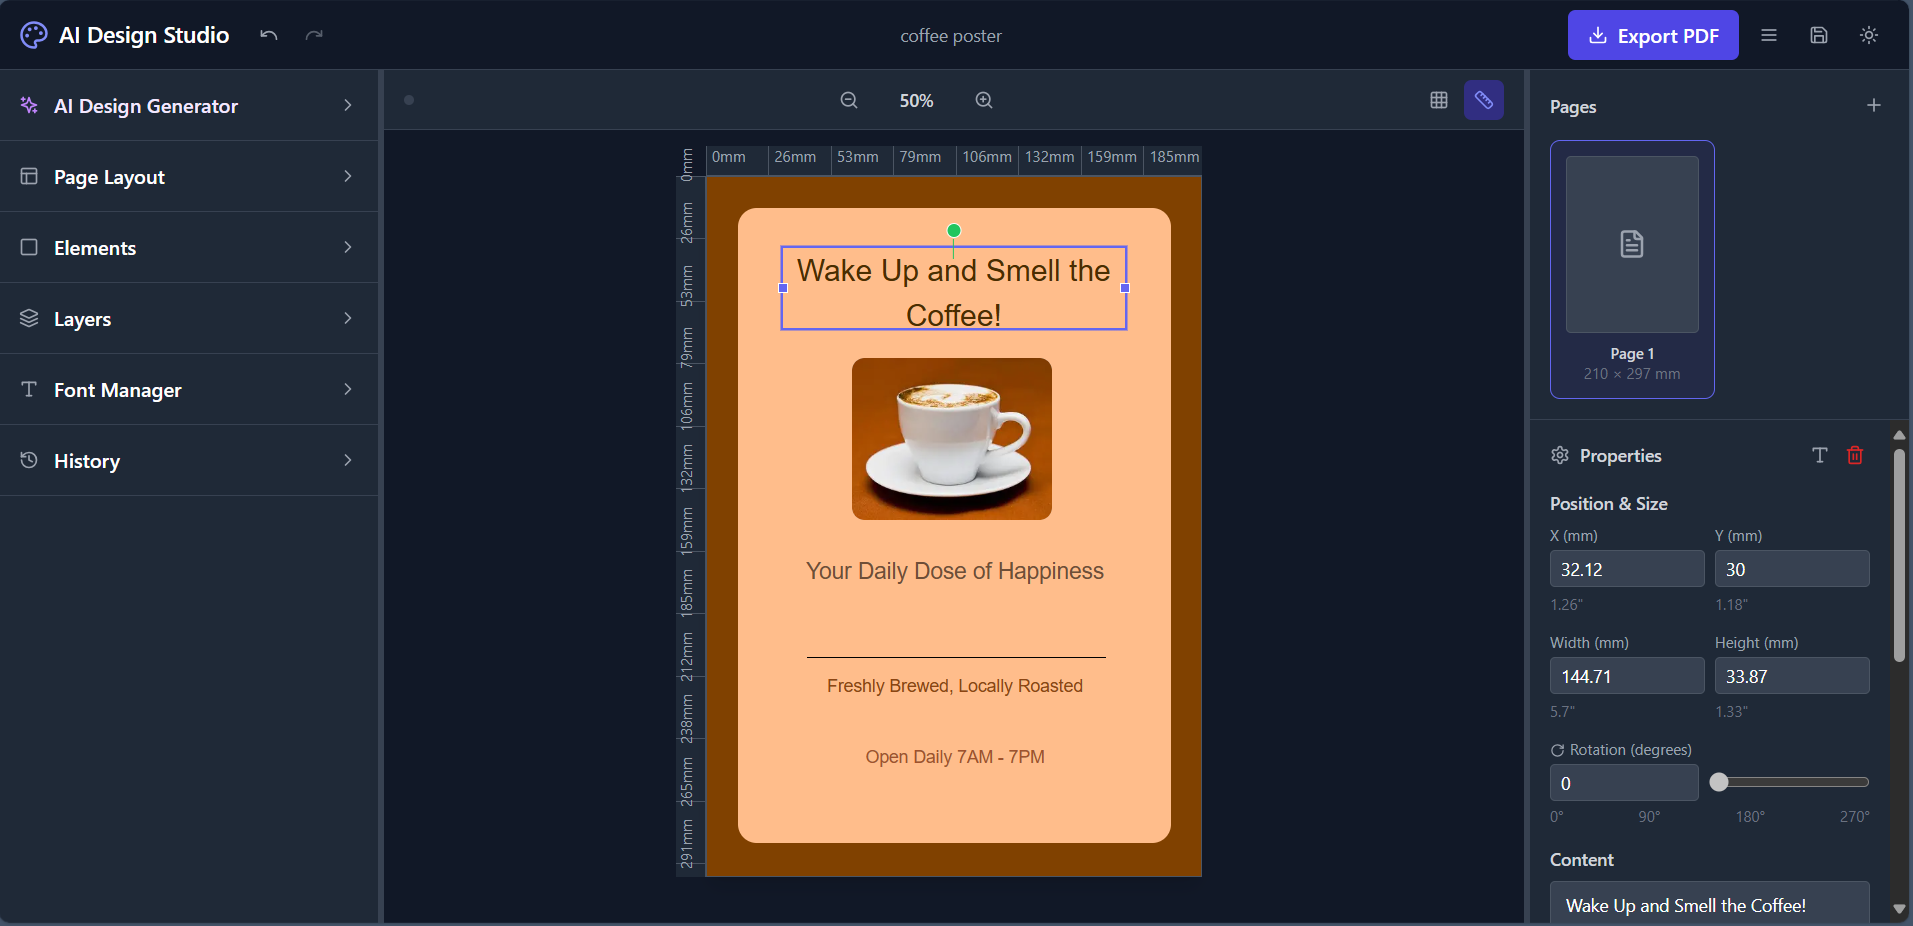 AI Design Studio
coffee poster
Export PDF
AI Design Generator
Page Layout
Elements
Layers
Font Manager
History
50%
0mm 26mm 53mm 79mm 106mm 132mm 159mm 185mm
0mm
26mm
53mm
79mm
106mm
132mm
159mm
185mm
212mm
238mm
265mm
291mm
Wake Up and Smell the
Coffee!
Your Daily Dose of Happiness
Freshly Brewed, Locally Roasted
Open Daily 7AM - 7PM
Pages
Page 1
210 × 297 mm
Properties
Position & Size
X (mm) Y (mm)
32.12 30
1.26" 1.18"
Width (mm) Height (mm)
144.71 33.87
5.7" 1.33"
Rotation (degrees)
0
0° 90° 180° 270°
Content
Wake Up and Smell the Coffee!